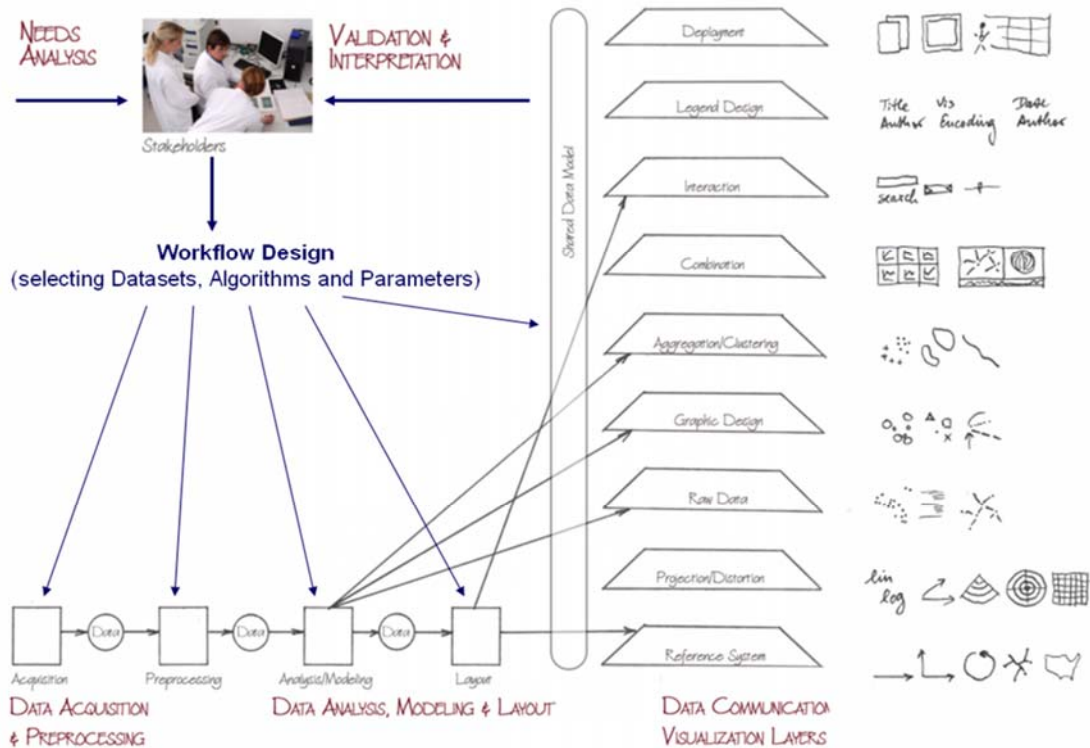 NEEDS
ANALYSIS
VALIDATION &
INTERPRETATION
Stakeholders
Workflow Design
(selecting Datasets, Algorithms and Parameters)
Shared Data Model
Deployment
Legend Design
Title Vis Date
Author Encoding Author
Interaction
search
Combination
Aggregation/Clustering
Graphic Design
Raw Data
Projection/Distortion
lin
log
Reference System
Data
Data
Data
Acquisition
Preprocessing
Analysis/Modeling
Layout
DATA ACQUISITION
& PREPROCESSING
DATA ANALYSIS, MODELING & LAYOUT
DATA COMMUNICATION
VISUALIZATION LAYERS